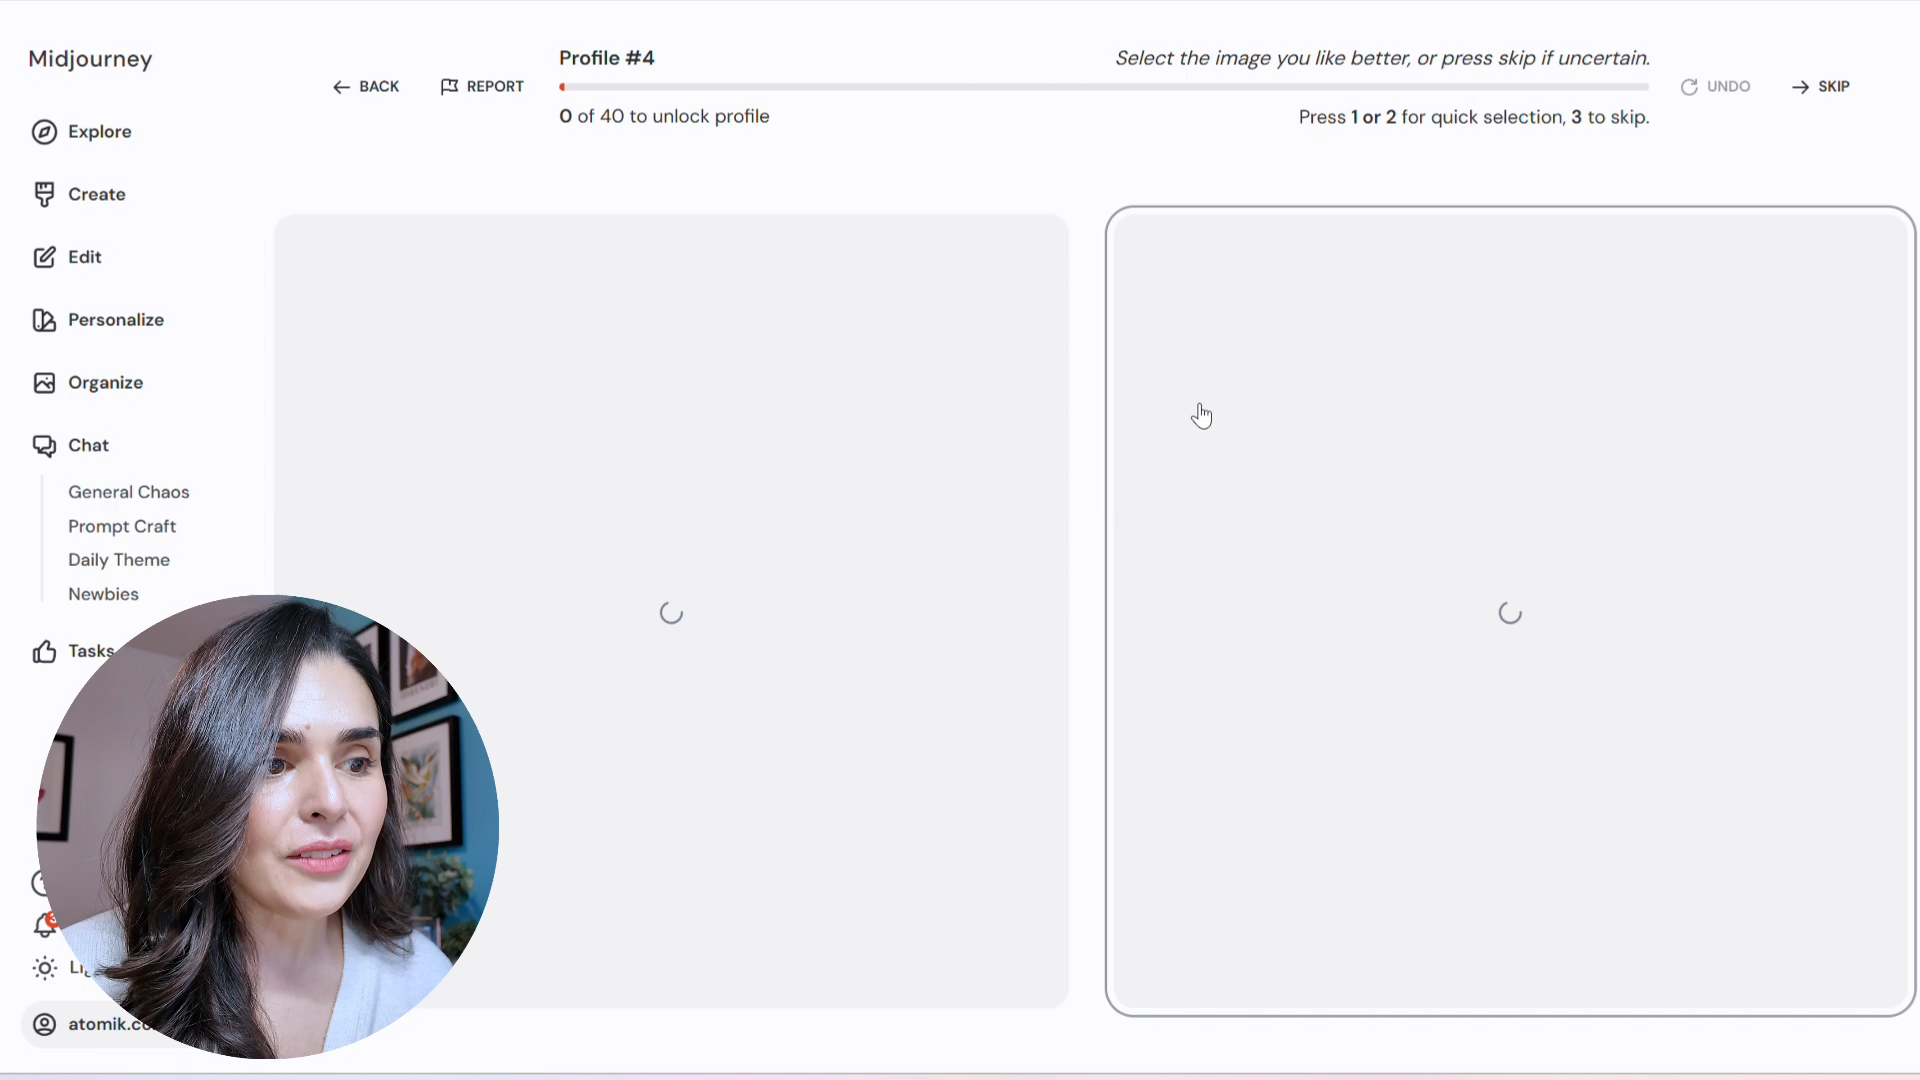 Midjourney
Explore
Create
Edit
Personalize
Organize
Chat
General Chaos
Prompt Craft
Daily Theme
Newbies
Tasks
atomik.c
BACK
REPORT
Profile #4
0 of 40 to unlock profile
Select the image you like better, or press skip if uncertain.
Press 1 or 2 for quick selection, 3 to skip.
UNDO
SKIP